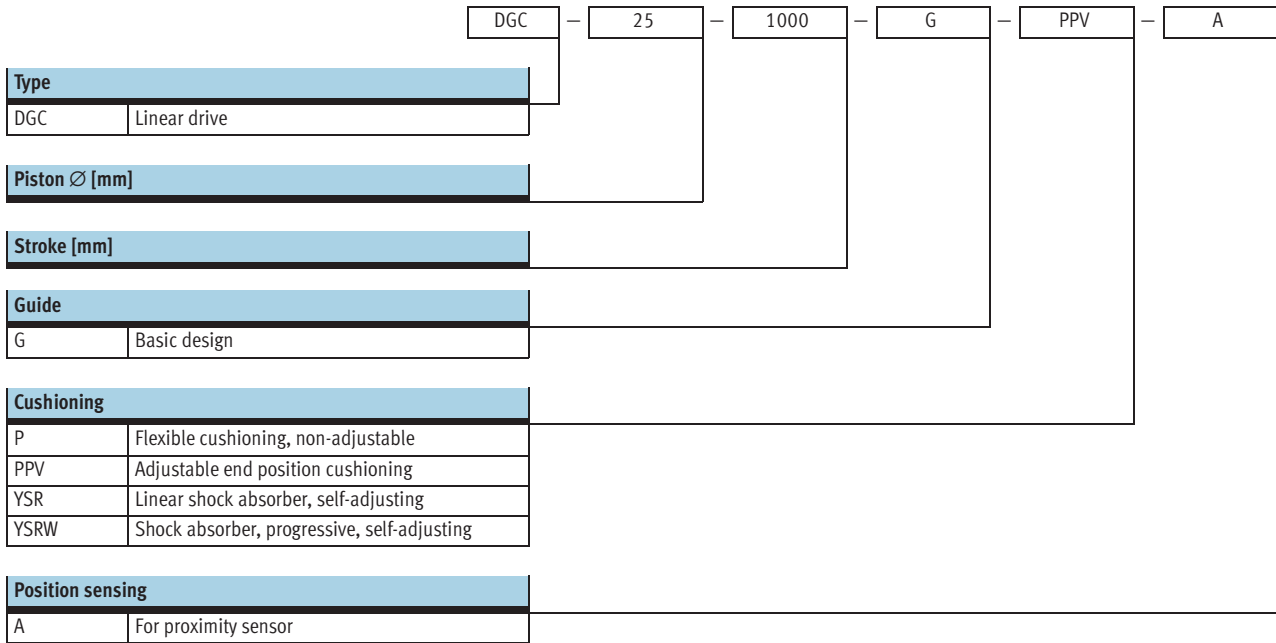 DGC – 25 – 1000 – G – PPV – A
Type
DGC Linear drive
Piston ∅ [mm]
Stroke [mm]
Guide
G Basic design
Cushioning
P Flexible cushioning, non-adjustable
PPV Adjustable end position cushioning
YSR Linear shock absorber, self-adjusting
YSRW Shock absorber, progressive, self-adjusting
Position sensing
A For proximity sensor